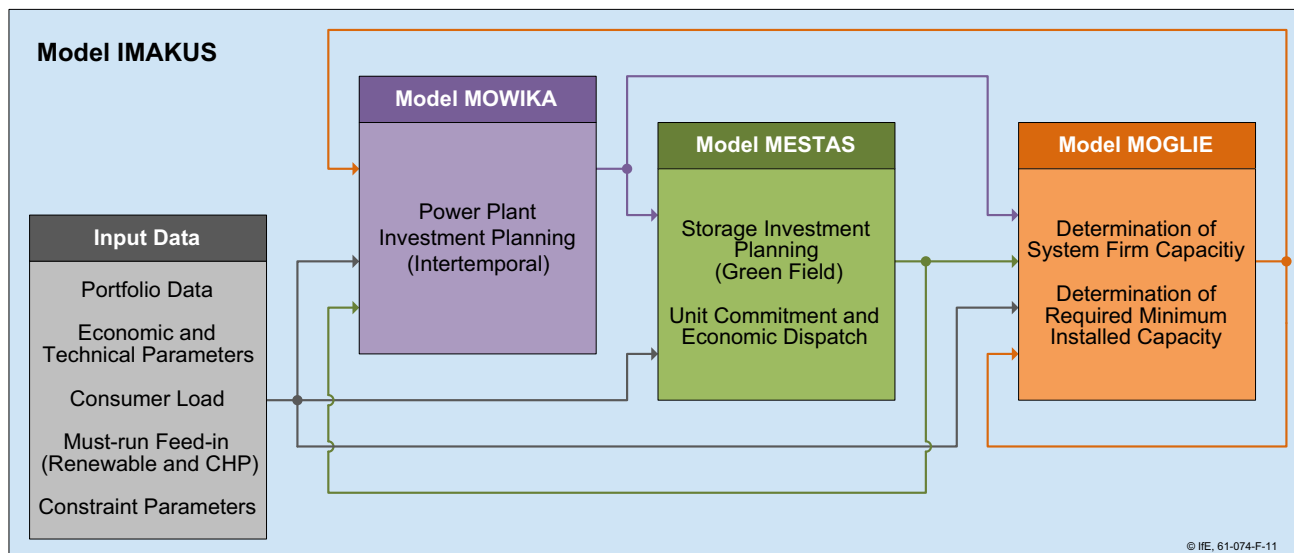 Model IMAKUS
Model MOWIKA
Power Plant
Investment Planning
(Intertemporal)
Model MESTAS
Storage Investment
Planning
(Green Field)
Unit Commitment and
Economic Dispatch
Model MOGLIE
Determination of
System Firm Capacitiy
Determination of
Required Minimum
Installed Capacity
Input Data
Portfolio Data
Economic and
Technical Parameters
Consumer Load
Must-run Feed-in
(Renewable and CHP)
Constraint Parameters
© IfE, 61-074-F-11